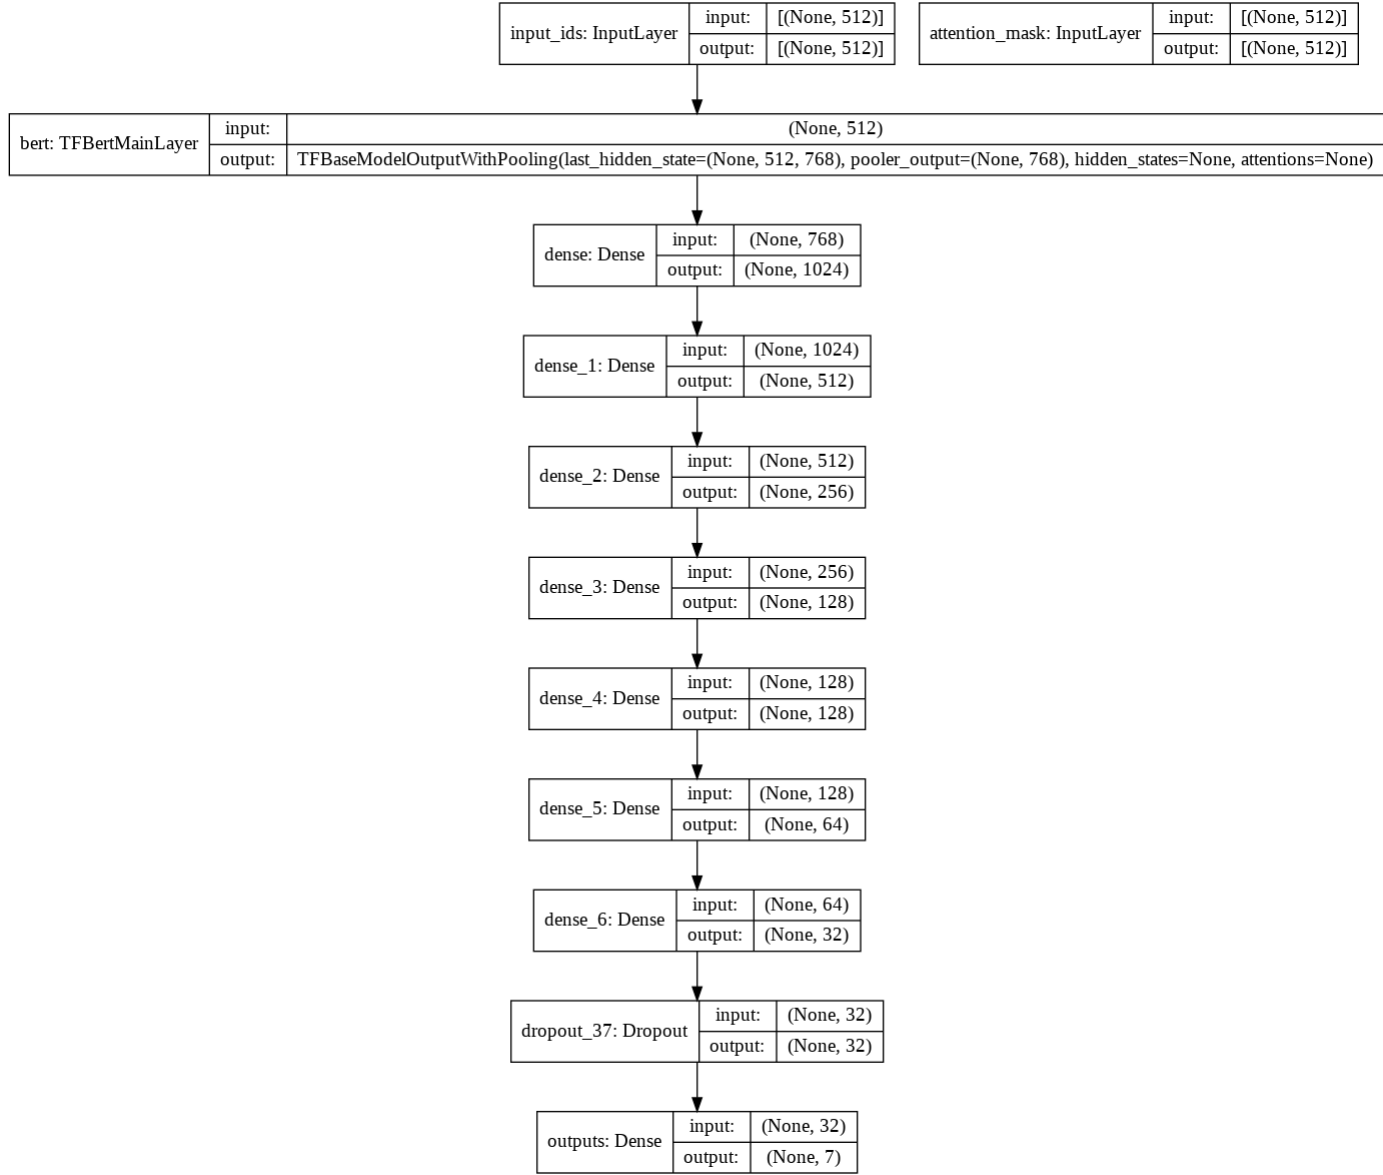 input_ids: InputLayer
input:
[(None, 512)]
output:
[(None, 512)]
attention_mask: InputLayer
input:
[(None, 512)]
output:
[(None, 512)]
bert: TFBertMainLayer
input:
(None, 512)
output:
TFBaseModelOutputWithPooling(last_hidden_state=(None, 512, 768), pooler_output=(None, 768), hidden_states=None, attentions=None)
dense: Dense
input:
(None, 768)
output:
(None, 1024)
dense_1: Dense
input:
(None, 1024)
output:
(None, 512)
dense_2: Dense
input:
(None, 512)
output:
(None, 256)
dense_3: Dense
input:
(None, 256)
output:
(None, 128)
dense_4: Dense
input:
(None, 128)
output:
(None, 128)
dense_5: Dense
input:
(None, 128)
output:
(None, 64)
dense_6: Dense
input:
(None, 64)
output:
(None, 32)
dropout_37: Dropout
input:
(None, 32)
output:
(None, 32)
outputs: Dense
input:
(None, 32)
output:
(None, 7)